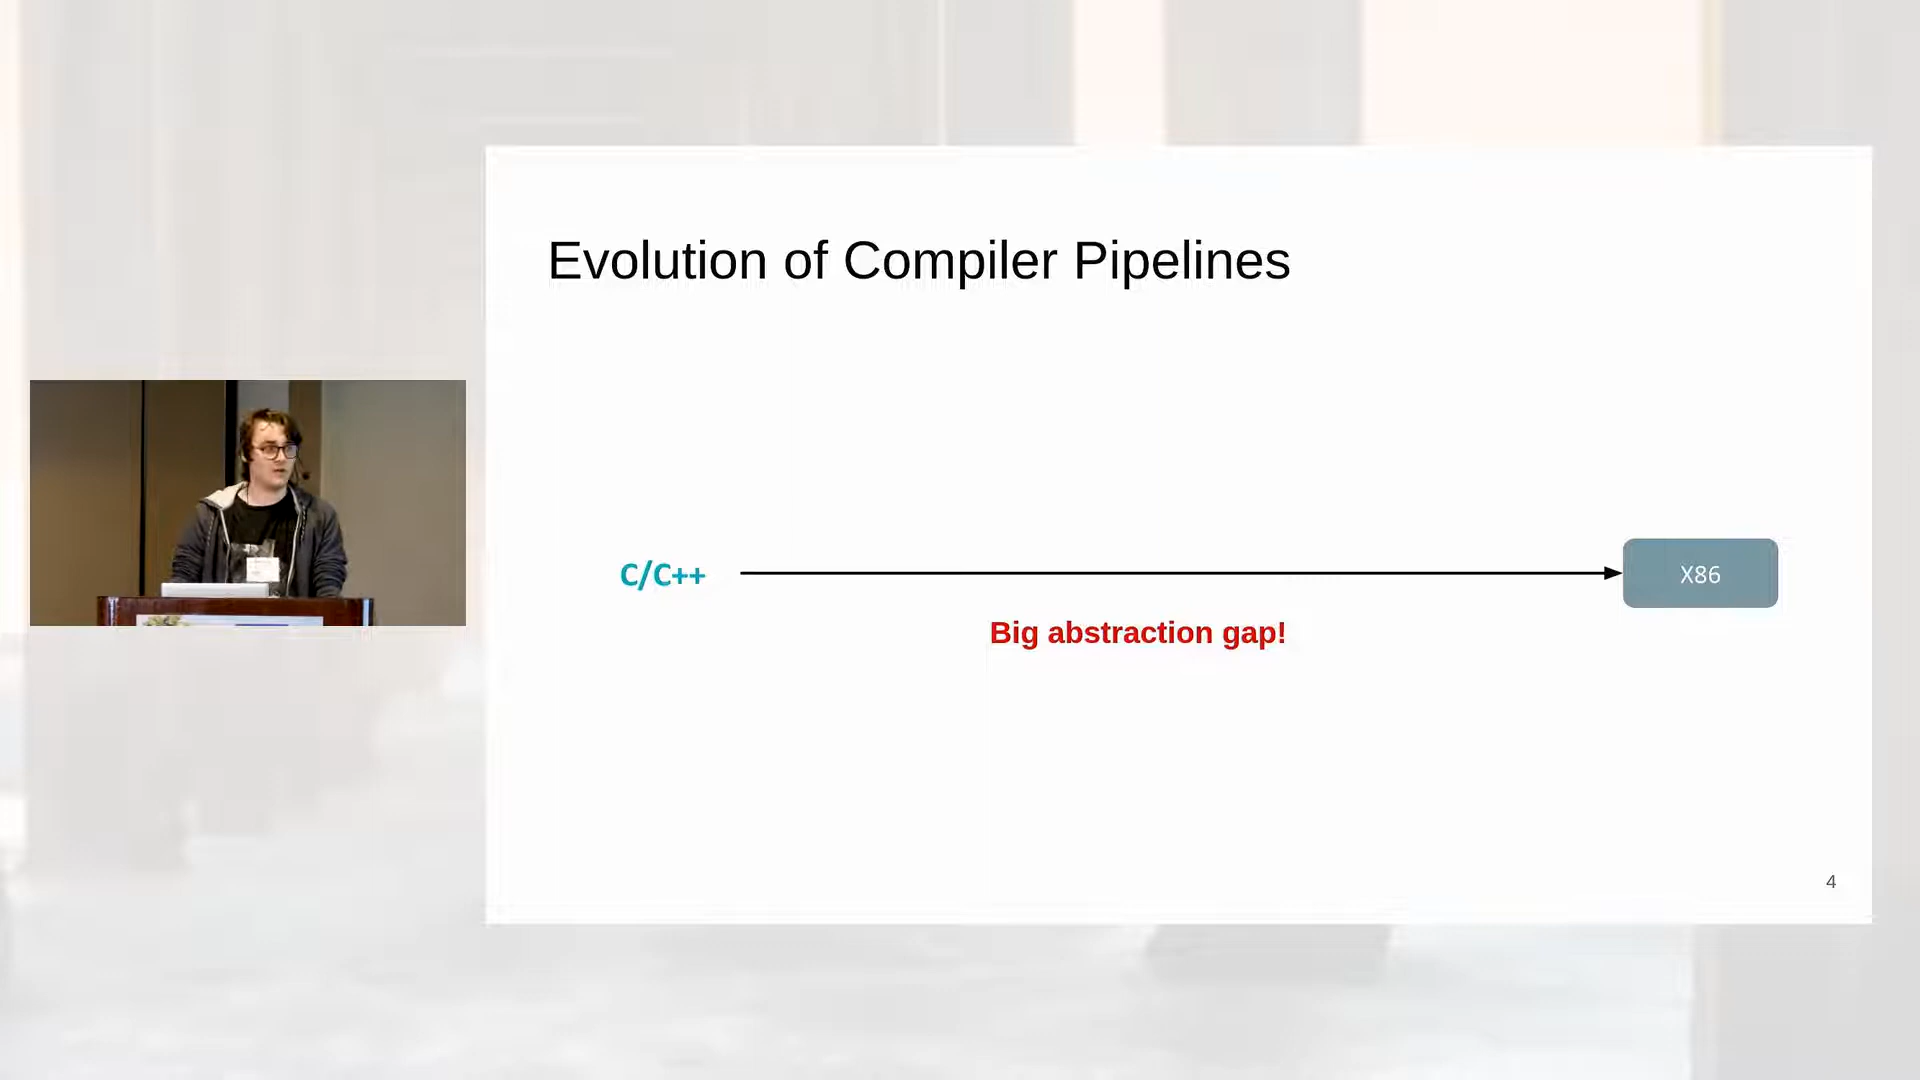 Evolution of Compiler Pipelines
C/C++
X86
Big abstraction gap!
4